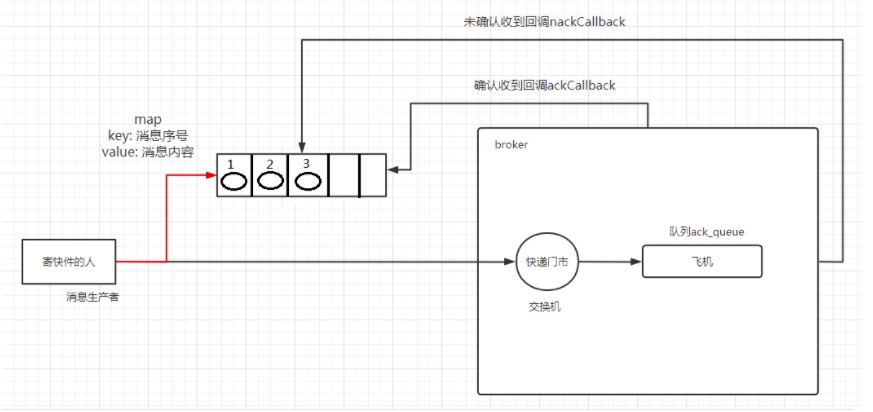 未确认收到回调nackCallback
确认收到回调ackCallback
map
key: 消息序号
value: 消息内容
broker
1 2 3
队列ack_queue
寄快件的人
快递门市
飞机
消息生产者
交换机